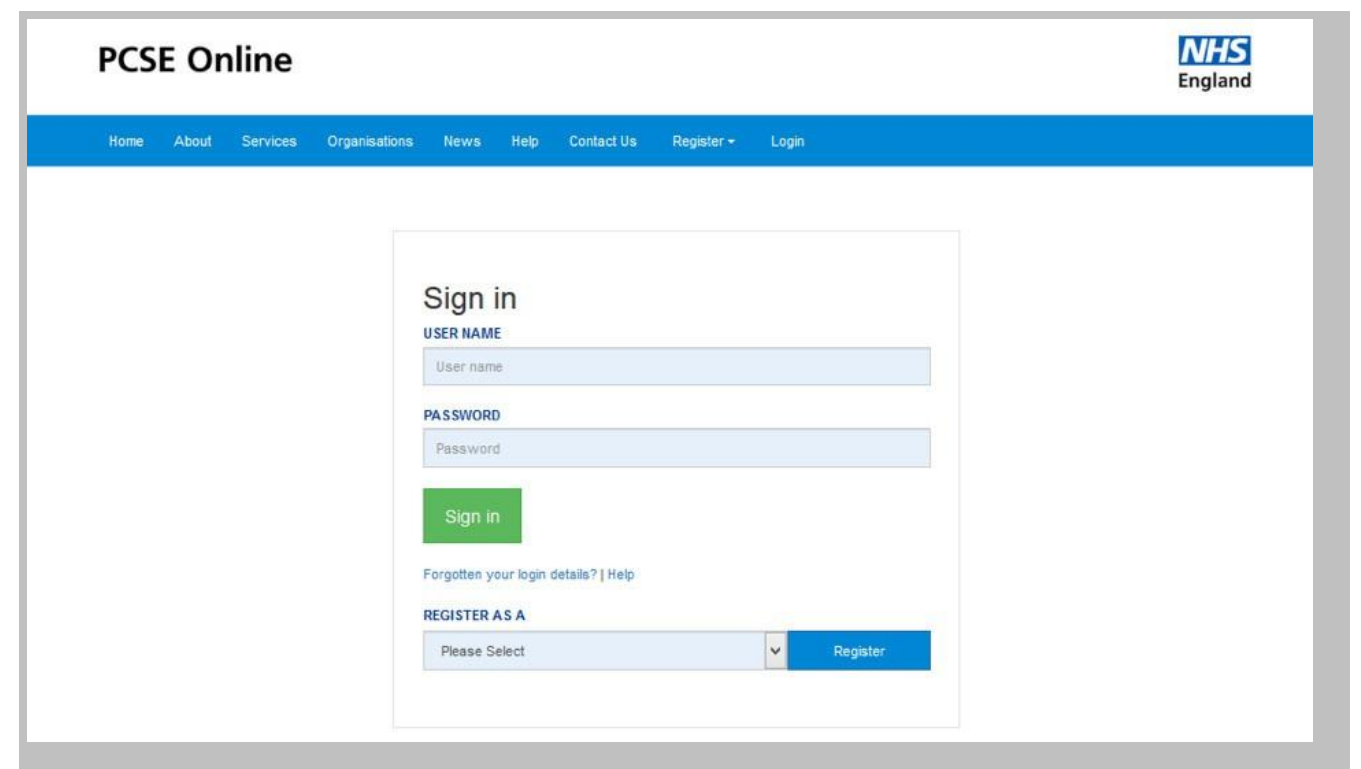 PCSE Online
NHS
England
Home About Services Organisations News Help Contact Us Register Login
Sign in
USER NAME
User name
PASSWORD
Password
Sign in
Forgotten your login details? | Help
REGISTER AS A
Please Select
Register